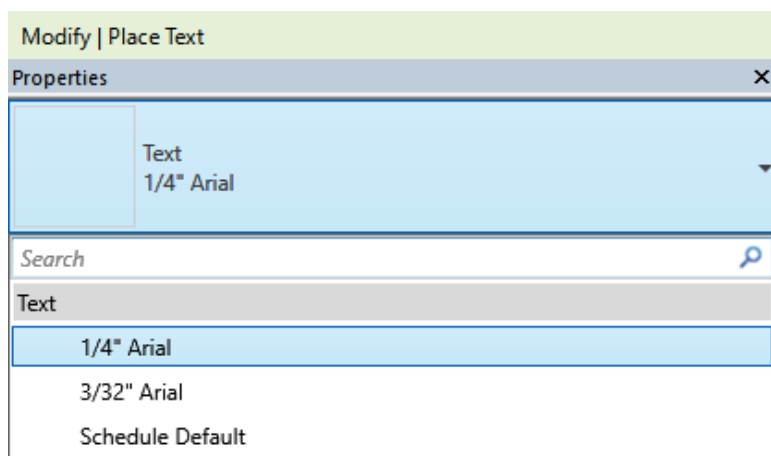 Modify | Place Text
Properties
Text
1/4" Arial
Search
Text
1/4" Arial
3/32" Arial
Schedule Default